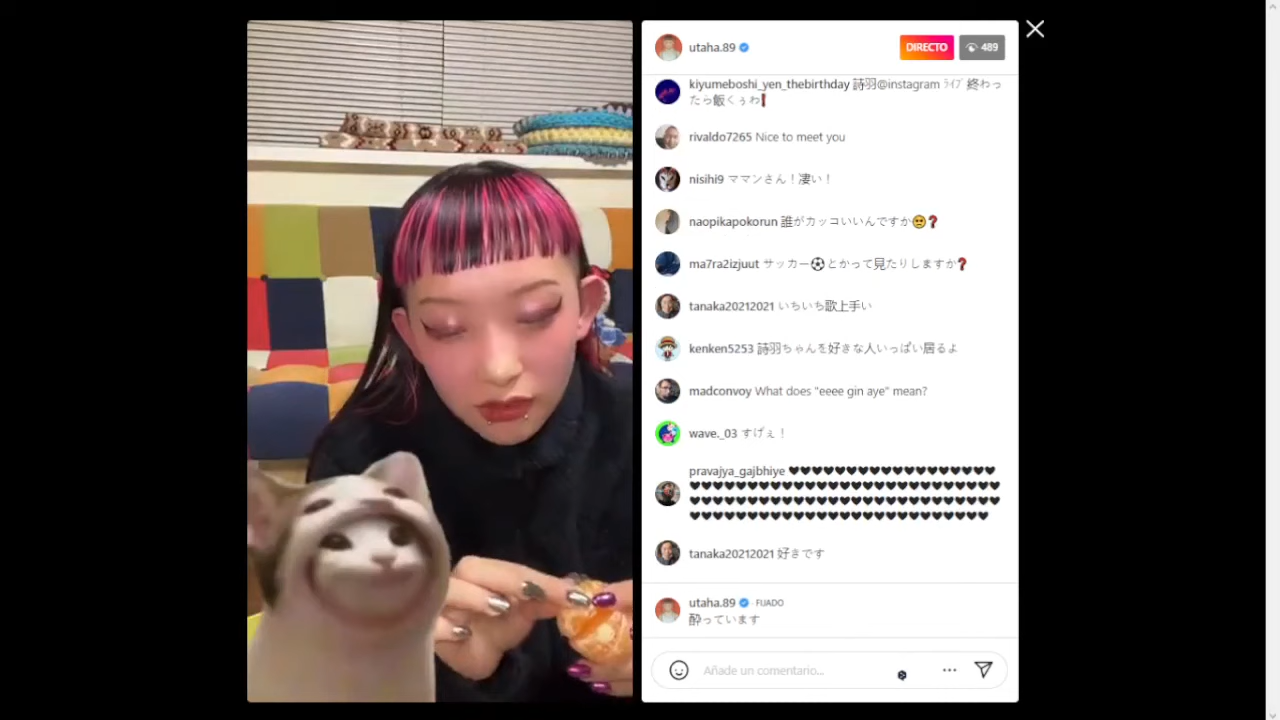 utaha.89
DIRECTO
489
kiyumeboshi_yen_thebirthday 詩羽@instagram ﾗｲﾌﾞ 終わっ
たら飯くぅわ❗
rivaldo7265 Nice to meet you
nisihi9 ママンさん！凄い！
naopikapokorun 誰がカッコいいんですか🥹❓
ma7ra2izjuut サッカー⚽とかって見たりしますか❓
tanaka20212021 いちいち歌上手い
kenken5253 詩羽ちゃんを好きな人いっぱい居るよ
madconvoy What does "eeee gin aye" mean?
wave._03 すげぇ！
pravajya_gajbhiye ♥♥♥♥♥♥♥♥♥♥♥♥♥♥♥♥♥♥
♥♥♥♥♥♥♥♥♥♥♥♥♥♥♥♥♥♥♥♥♥♥♥♥♥♥♥
♥♥♥♥♥♥♥♥♥♥♥♥♥♥♥♥♥♥♥♥♥♥♥♥♥♥♥
♥♥♥♥♥♥♥♥♥♥♥♥♥♥♥♥♥♥♥♥♥♥♥♥♥♥
tanaka20212021 好きです
utaha.89 · FIJADO
酔っています
Añade un comentario...